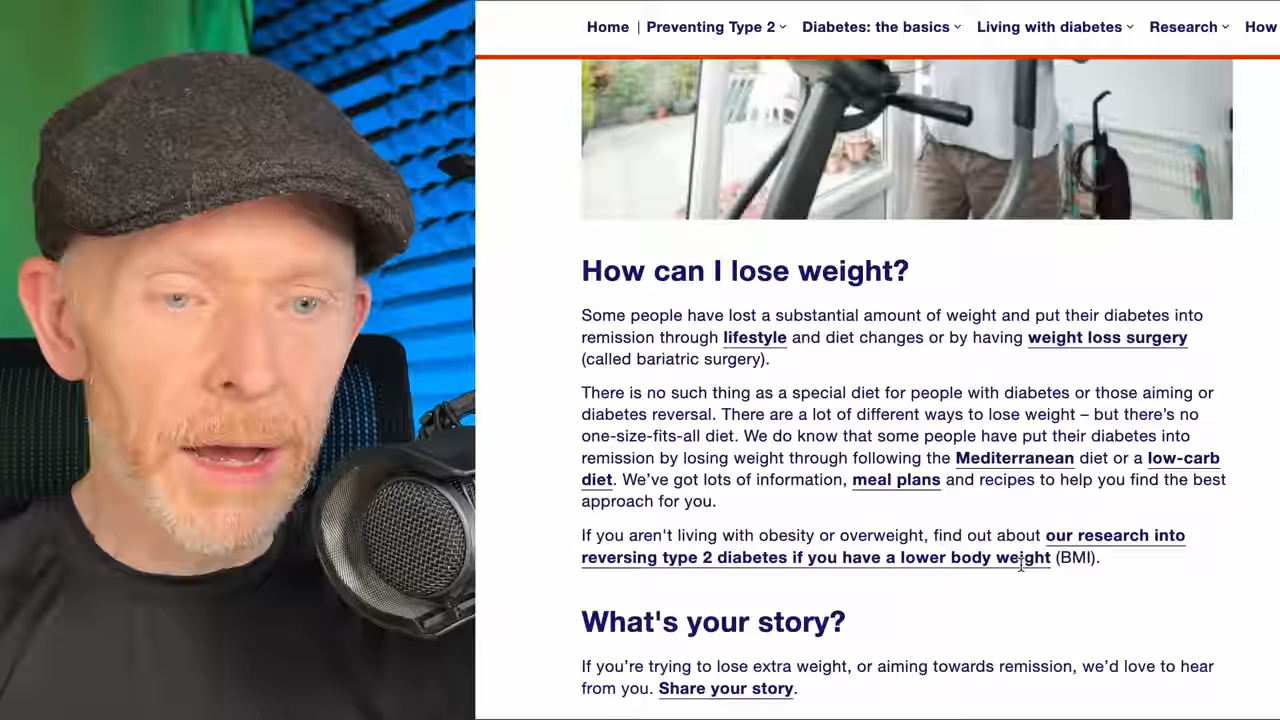 Home | Preventing Type 2 Diabetes: the basics Living with diabetes Research How
How can I lose weight?
Some people have lost a substantial amount of weight and put their diabetes into
remission through lifestyle and diet changes or by having weight loss surgery
(called bariatric surgery).
There is no such thing as a special diet for people with diabetes or those aiming or
diabetes reversal. There are a lot of different ways to lose weight – but there’s no
one-size-fits-all diet. We do know that some people have put their diabetes into
remission by losing weight through following the Mediterranean diet or a low-carb
diet. We’ve got lots of information, meal plans and recipes to help you find the best
approach for you.
If you aren't living with obesity or overweight, find out about our research into
reversing type 2 diabetes if you have a lower body weight (BMI).
What's your story?
If you’re trying to lose extra weight, or aiming towards remission, we’d love to hear
from you. Share your story.